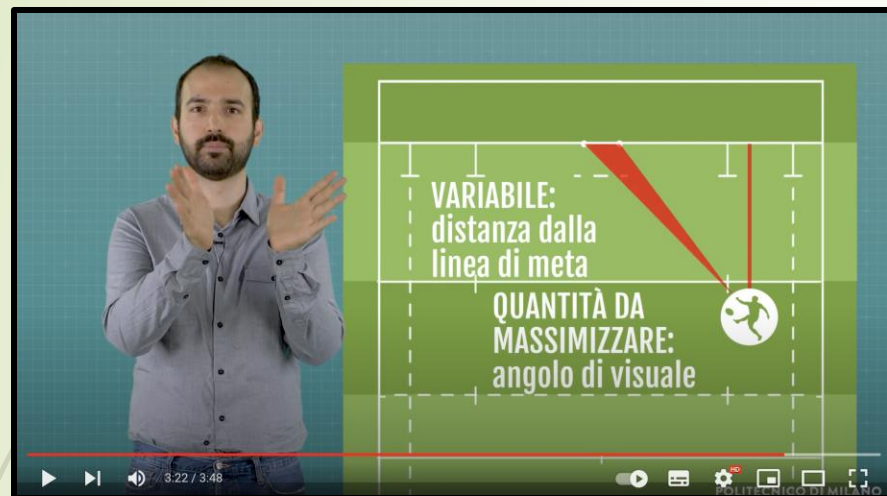 VARIABILE:
distanza dalla
linea di meta
QUANTITÀ DA
MASSIMIZZARE:
angolo di visuale
3:22 / 3:48
HD
POLITECNICO DI MILANO